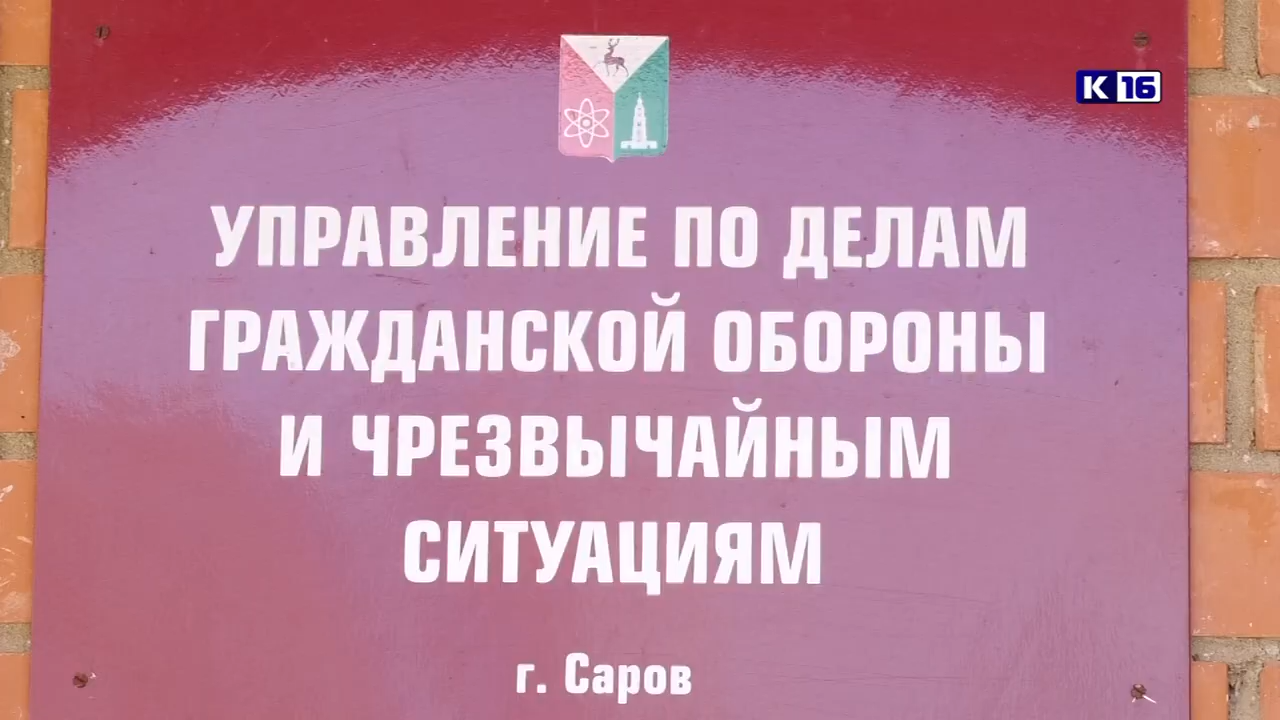 К 16
УПРАВЛЕНИЕ ПО ДЕЛАМ
ГРАЖДАНСКОЙ ОБОРОНЫ
И ЧРЕЗВЫЧАЙНЫМ
СИТУАЦИЯМ
г. Саров